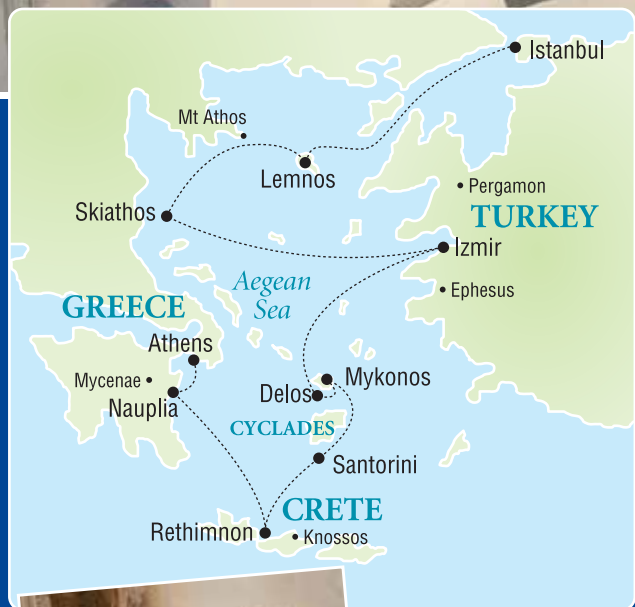 Istanbul
Mt Athos
Lemnos
Pergamon
Skiathos
TURKEY
Izmir
Aegean
Sea
Ephesus
GREECE
Athens
Mycenae
Nauplia
Mykonos
Delos
CYCLADES
Santorini
CRETE
Rethimnon
Knossos